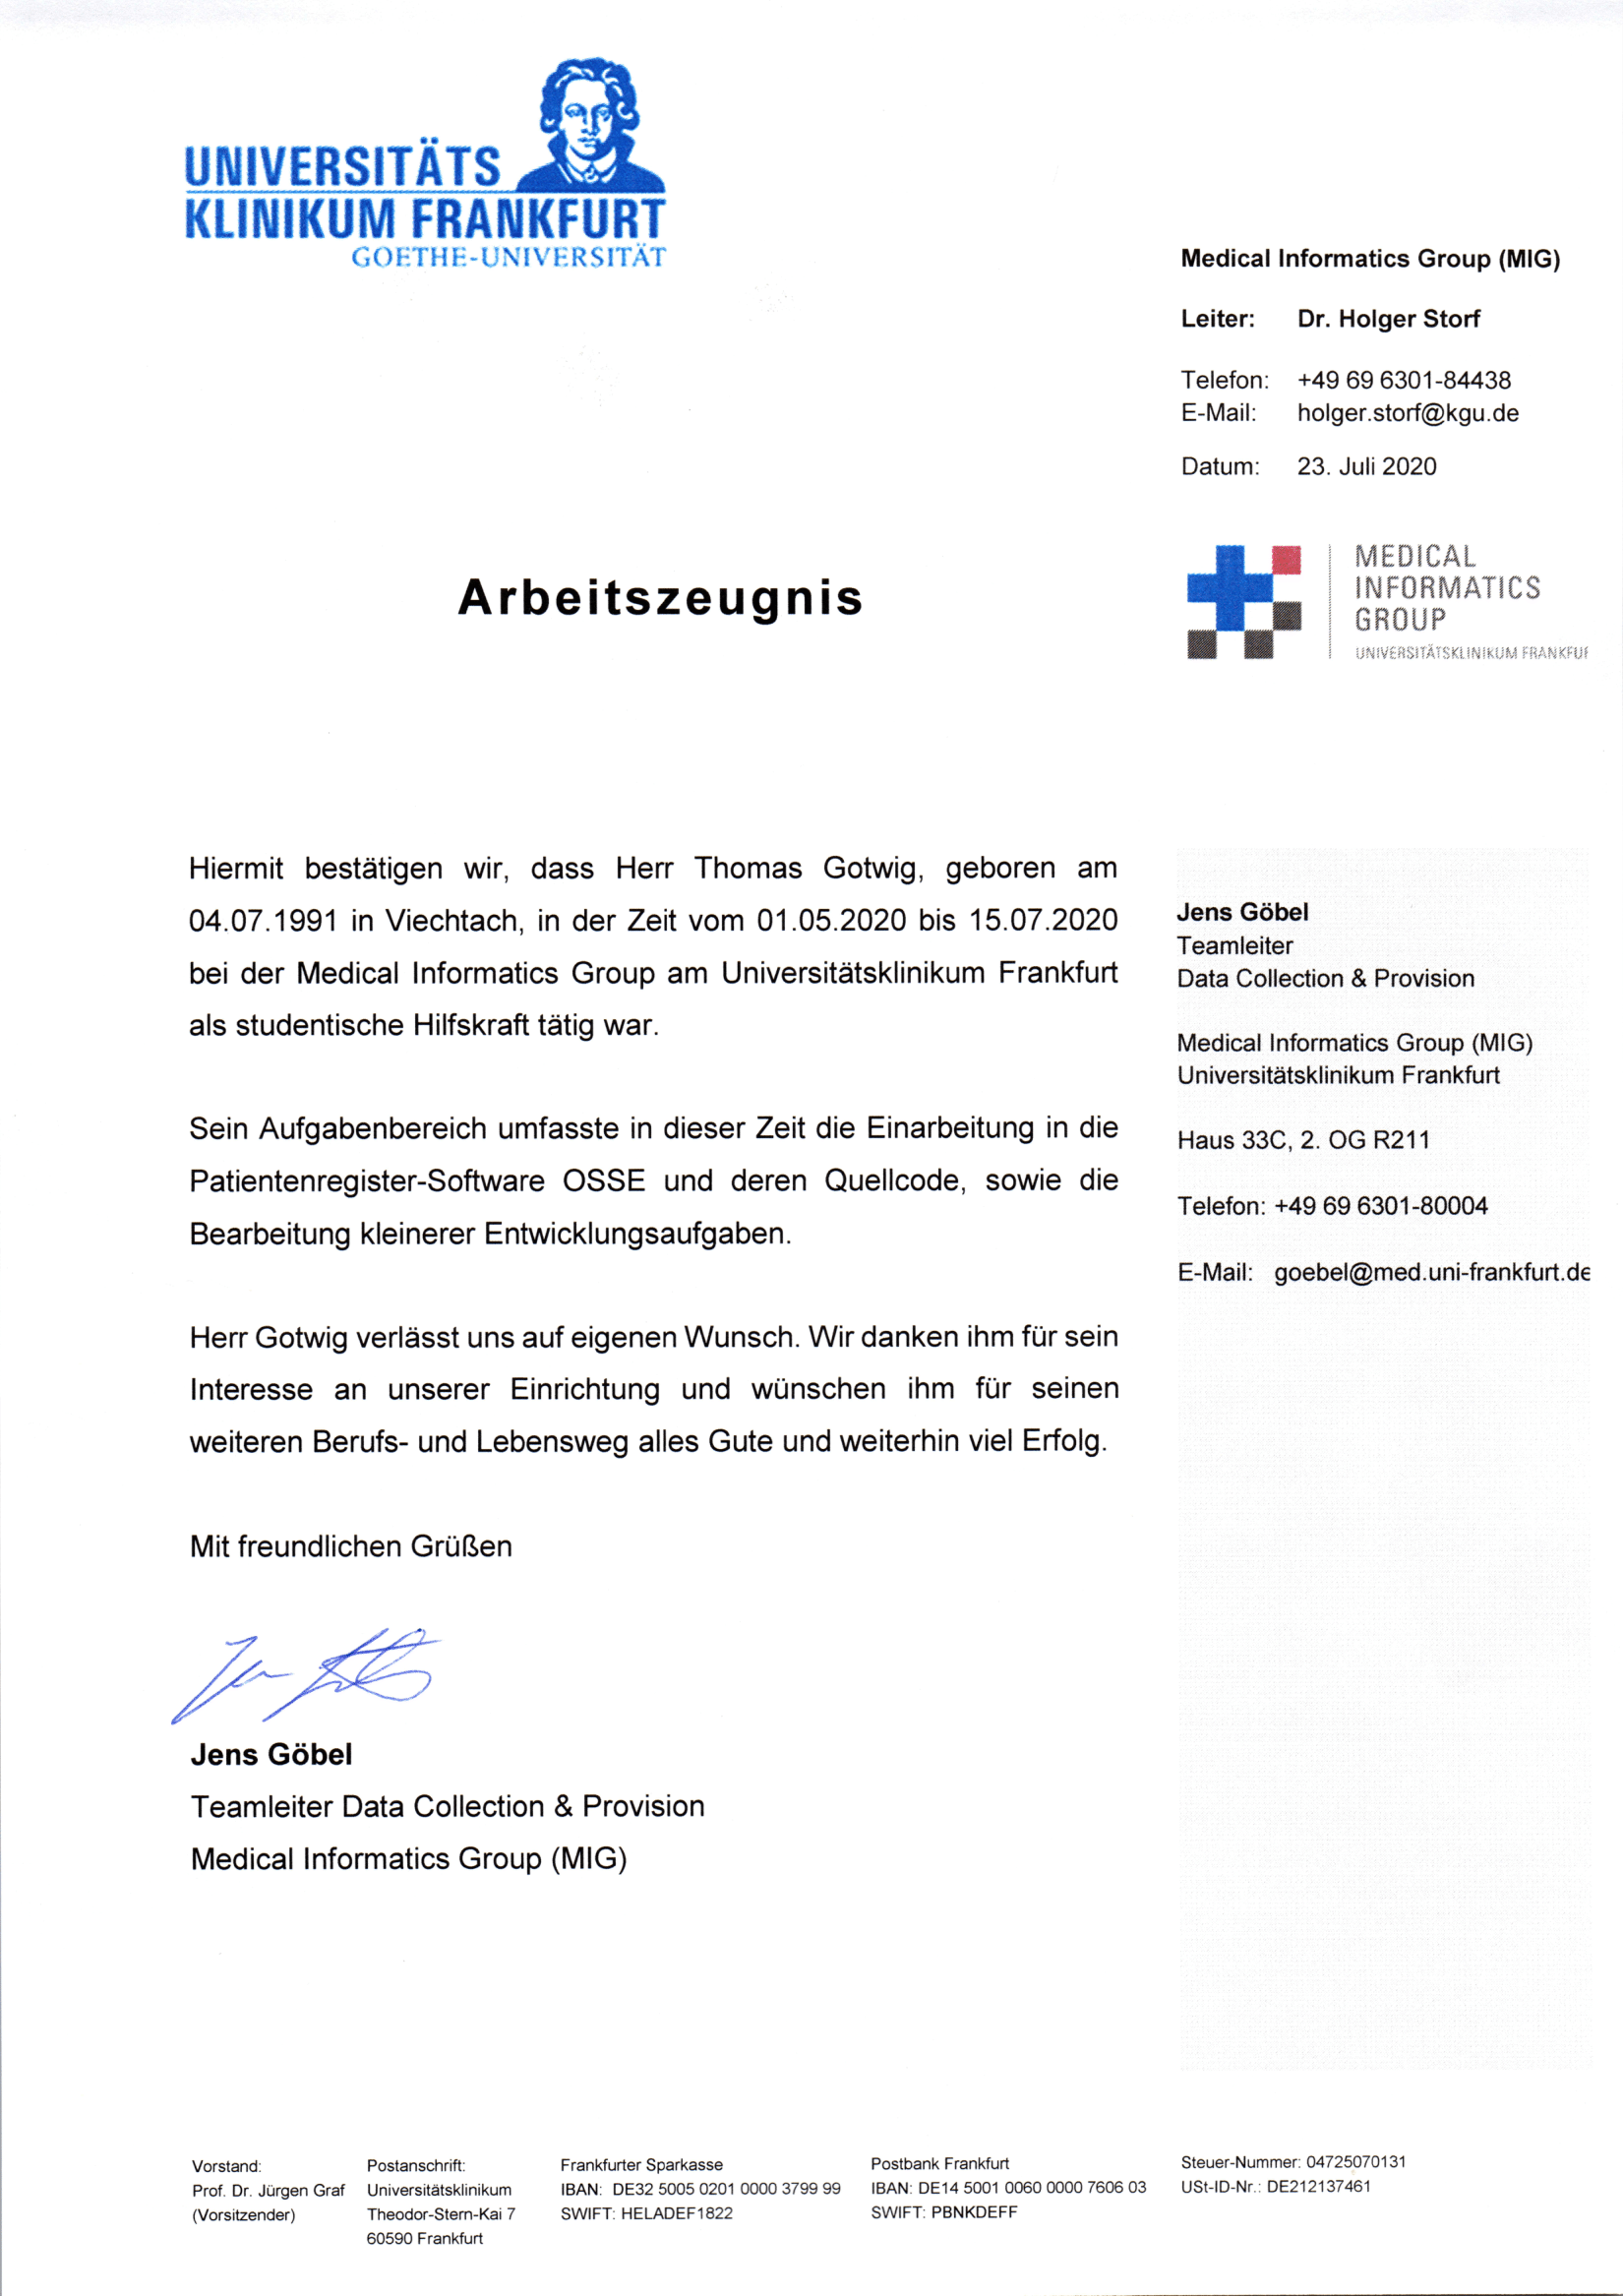 UNIVERSITÄTS
KLINIKUM FRANKFURT
GOETHE-UNIVERSITÄT
Medical Informatics Group (MIG)
Leiter: Dr. Holger Storf
Telefon: +49 69 6301-84438
E-Mail: holger.storf@kgu.de
Datum: 23. Juli 2020
MEDICAL
INFORMATICS
GROUP
UNIVERSITÄTSKLINIKUM FRANKFUR
Arbeitszeugnis
Hiermit bestätigen wir, dass Herr Thomas Gotwig, geboren am
04.07.1991 in Viechtach, in der Zeit vom 01.05.2020 bis 15.07.2020
bei der Medical Informatics Group am Universitätsklinikum Frankfurt
als studentische Hilfskraft tätig war.
Sein Aufgabenbereich umfasste in dieser Zeit die Einarbeitung in die
Patientenregister-Software OSSE und deren Quellcode, sowie die
Bearbeitung kleinerer Entwicklungsaufgaben.
Herr Gotwig verlässt uns auf eigenen Wunsch. Wir danken ihm für sein
Interesse an unserer Einrichtung und wünschen ihm für seinen
weiteren Berufs- und Lebensweg alles Gute und weiterhin viel Erfolg.
Mit freundlichen Grüßen
Jens Göbel
Teamleiter Data Collection & Provision
Medical Informatics Group (MIG)
Jens Göbel
Teamleiter
Data Collection & Provision
Medical Informatics Group (MIG)
Universitätsklinikum Frankfurt
Haus 33C, 2. OG R211
Telefon: +49 69 6301-80004
E-Mail: goebel@med.uni-frankfurt.de
Vorstand:
Prof. Dr. Jürgen Graf
(Vorsitzender)
Postanschrift:
Universitätsklinikum
Theodor-Stern-Kai 7
60590 Frankfurt
Frankfurter Sparkasse
IBAN: DE32 5005 0201 0000 3799 99
SWIFT: HELADEF1822
Postbank Frankfurt
IBAN: DE14 5001 0060 0000 7606 03
SWIFT: PBNKDEFF
Steuer-Nummer: 04725070131
USt-ID-Nr.: DE212137461